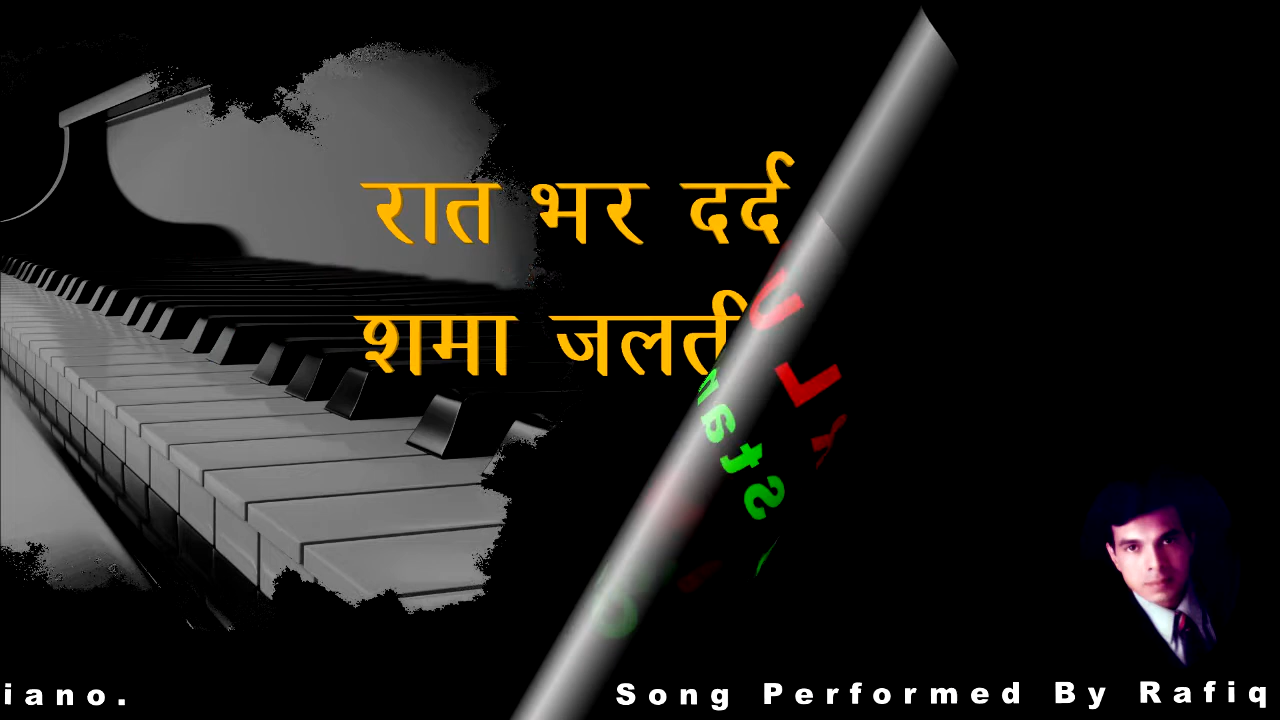 रात भर दर्द
शमा जलती
iano. Song Performed By Rafiq